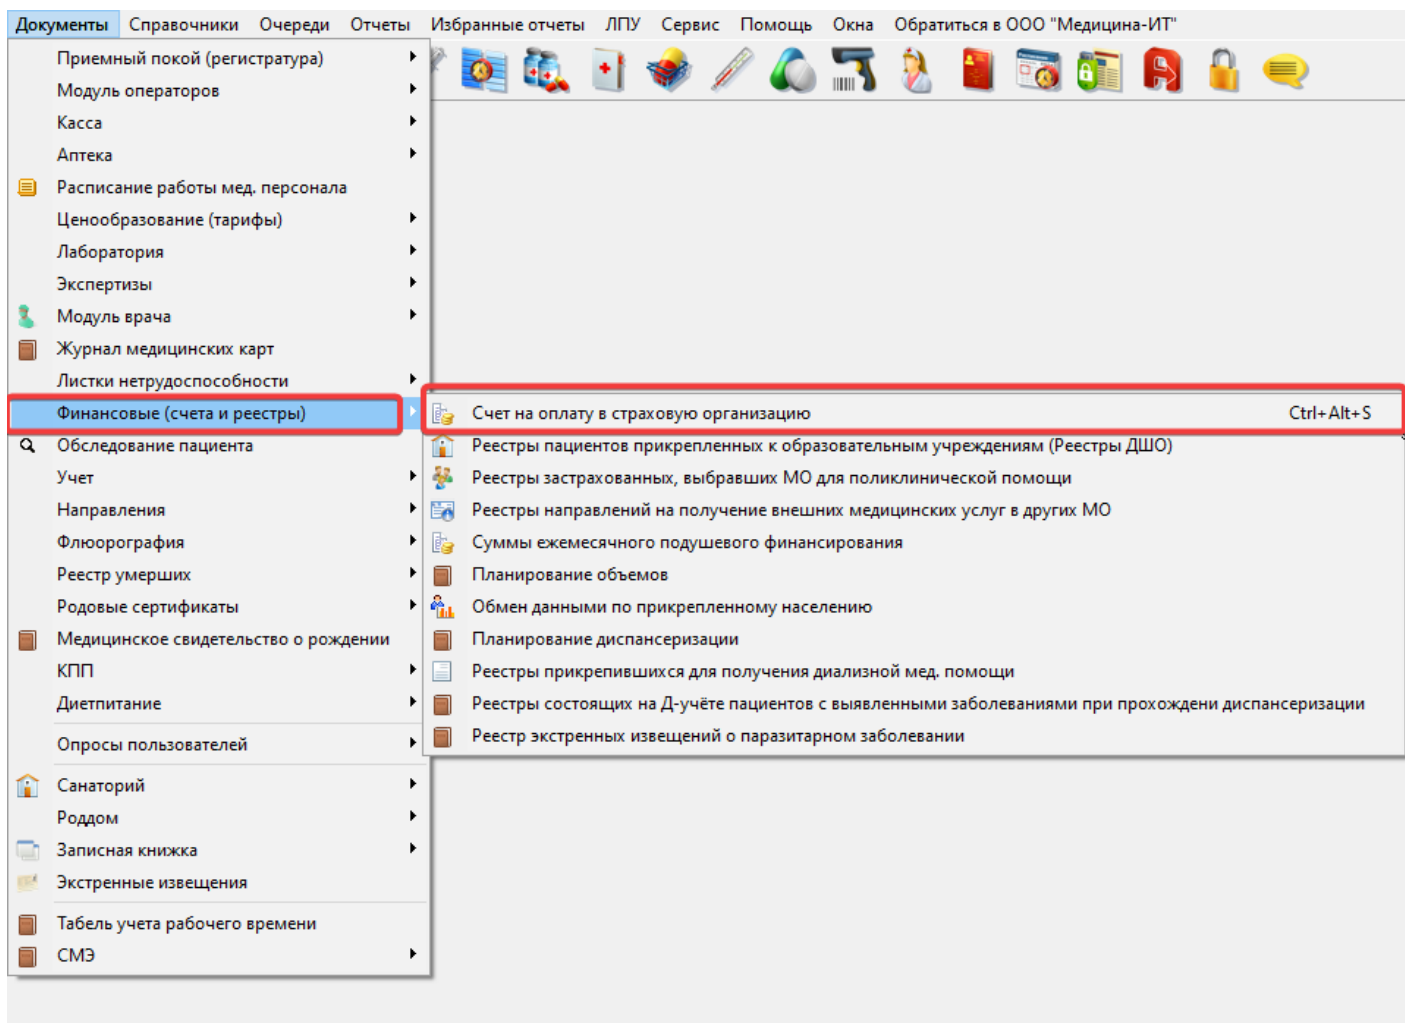 Документы Справочники Очереди Отчеты Избранные отчеты ЛПУ Сервис Помощь Окна Обратиться в ООО "Медицина-ИТ"
Приемный покой (регистратура)
Модуль операторов
Касса
Аптека
Расписание работы мед. персонала
Ценообразование (тарифы)
Лаборатория
Экспертизы
Модуль врача
Журнал медицинских карт
Листки нетрудоспособности
Финансовые (счета и реестры)
Обследование пациента
Учет
Направления
Флюорография
Реестр умерших
Родовые сертификаты
Медицинское свидетельство о рождении
КПП
Диетпитание
Опросы пользователей
Санаторий
Роддом
Записная книжка
Экстренные извещения
Табель учета рабочего времени
СМЭ
Счет на оплату в страховую организацию Ctrl+Alt+S
Реестры пациентов прикрепленных к образовательным учреждениям (Реестры ДШО)
Реестры застрахованных, выбравших МО для поликлинической помощи
Реестры направлений на получение внешних медицинских услуг в других МО
Суммы ежемесячного подушевого финансирования
Планирование объемов
Обмен данными по прикрепленному населению
Планирование диспансеризации
Реестры прикрепившихся для получения диализной мед. помощи
Реестры состоящих на Д-учёте пациентов с выявленными заболеваниями при прохождени диспансеризации
Реестр экстренных извещений о паразитарном заболевании